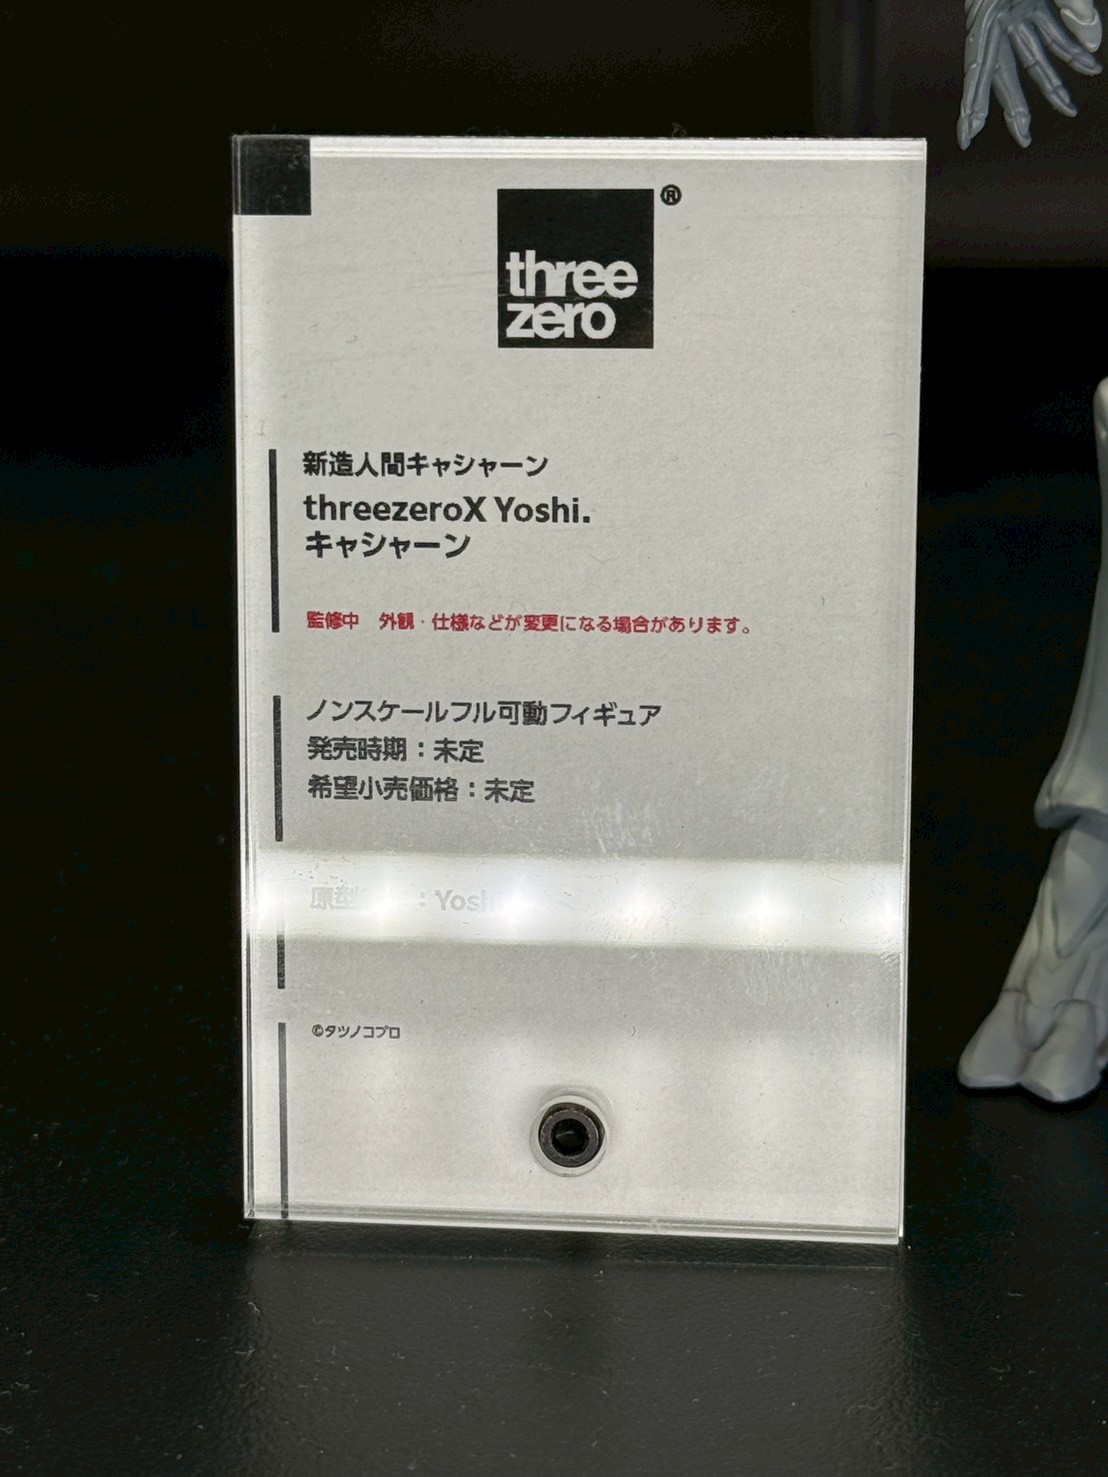 three
zero
®
新造人間キャシャーン
threezeroX Yoshi.
キャシャーン
監修中 外観・仕様などが変更になる場合があります。
ノンスケールフル可動フィギュア
発売時期：未定
希望小売価格：未定
原型 ：Yoshi
©タツノコプロ